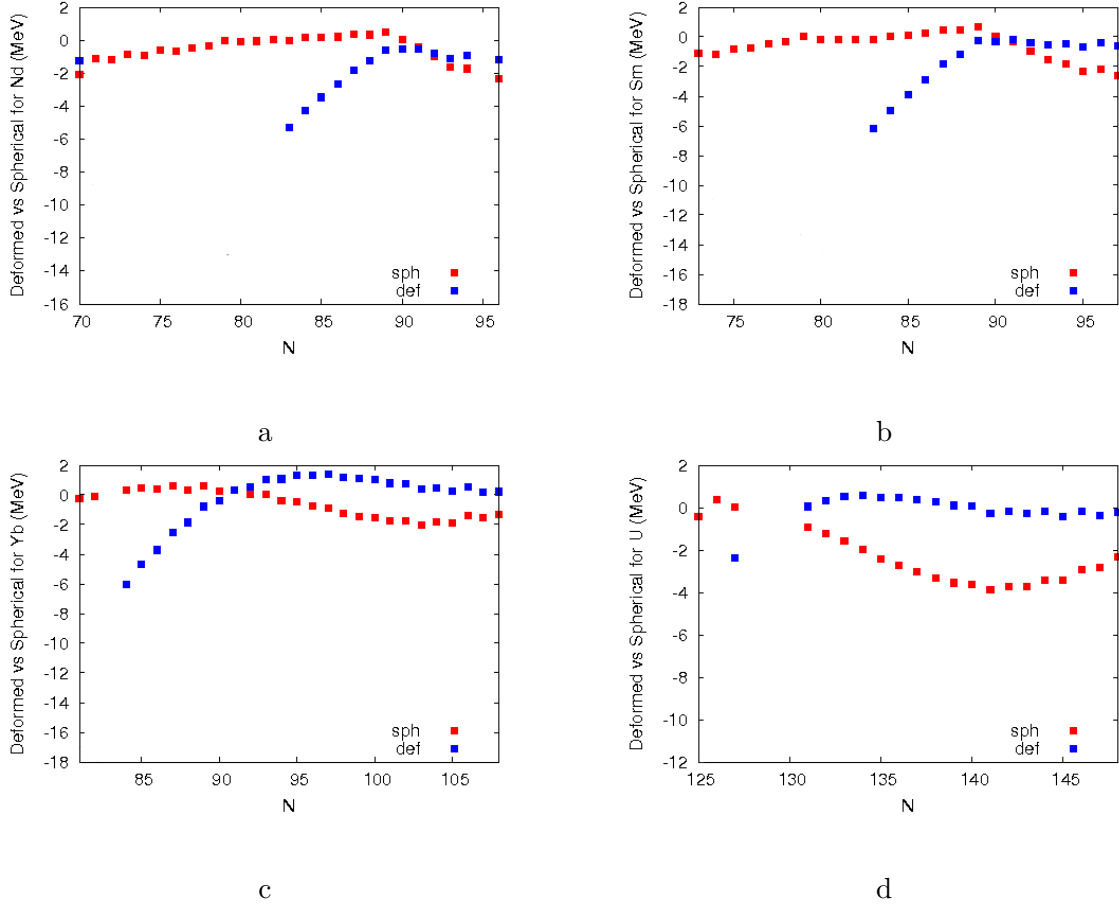 Deformed vs Spherical for Nd (MeV)
2
0
-2
-4
-6
-8
-10
-12
-14
-16
70 75 80 85 90 95
N
sph
def
a
Deformed vs Spherical for Sm (MeV)
2
0
-2
-4
-6
-8
-10
-12
-14
-16
-18
75 80 85 90 95
N
sph
def
b
Deformed vs Spherical for Yb (MeV)
2
0
-2
-4
-6
-8
-10
-12
-14
-16
-18
85 90 95 100 105
N
sph
def
c
Deformed vs Spherical for U (MeV)
2
0
-2
-4
-6
-8
-10
-12
125 130 135 140 145
N
sph
def
d